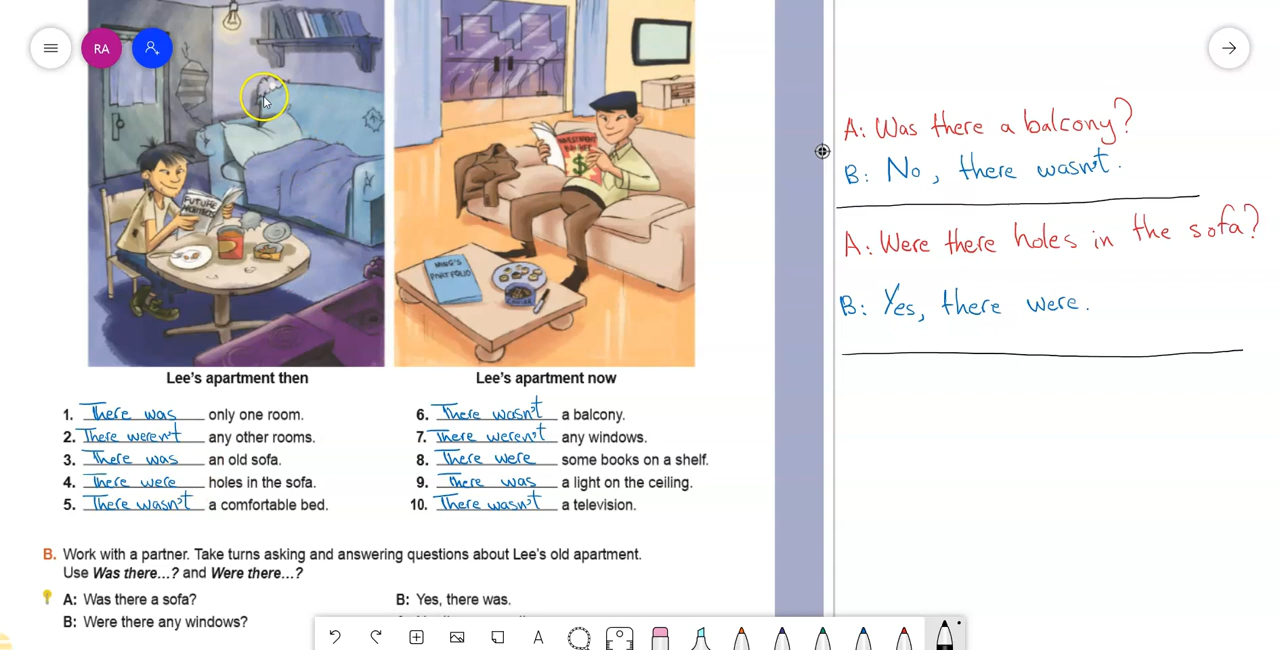 RA
FUTURE
INVESTMENT
$
MING'S
PORTFOLIO
Lee's apartment then
Lee's apartment now
1. There was only one room.
2. There weren't any other rooms.
3. There was an old sofa.
4. There were holes in the sofa.
5. There wasn't a comfortable bed.
6. There wasn't a balcony.
7. There weren't any windows.
8. There were some books on a shelf.
9. There was a light on the ceiling.
10. There wasn't a television.
B. Work with a partner. Take turns asking and answering questions about Lee's old apartment.
Use Was there...? and Were there...?
A: Was there a sofa?
B: Yes, there was.
B: Were there any windows?
A: Was there a balcony?
B: No, there wasn't.
A: Were there holes in the sofa?
B: Yes, there were.
A